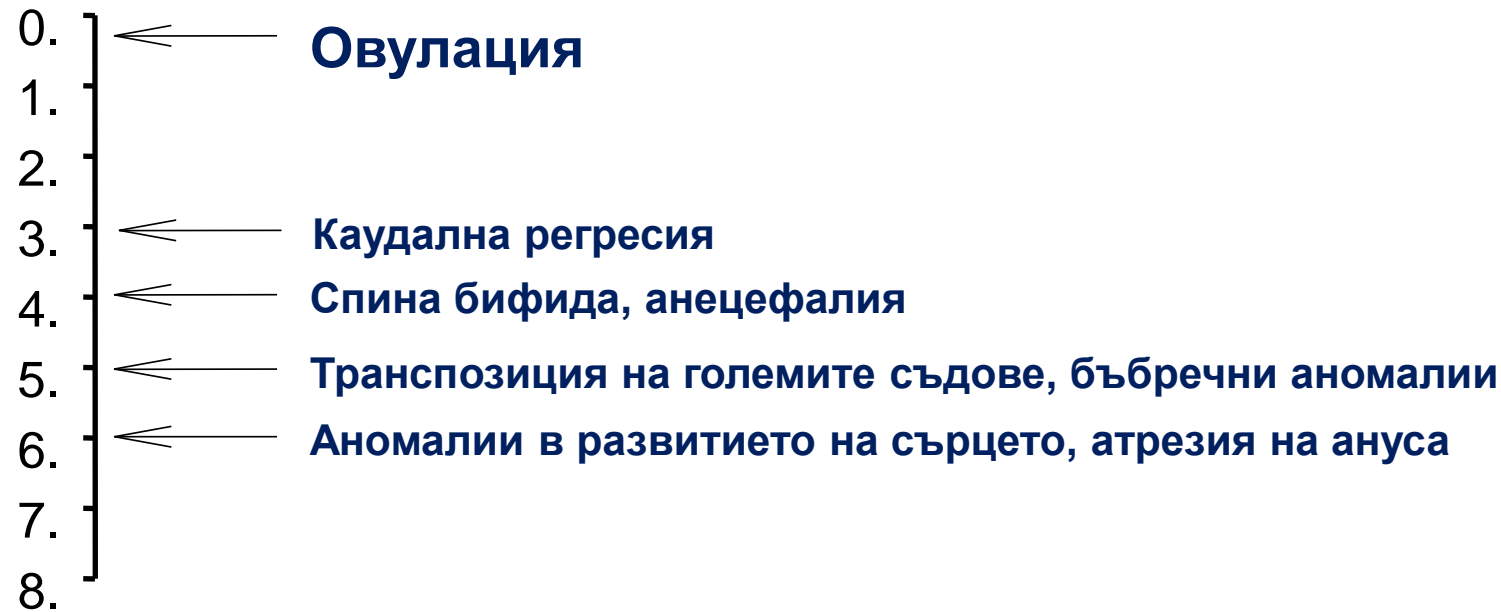 0.
Овулация
1.
2.
3.
Каудална регресия
4.
Спина бифида, анецефалия
5.
Транспозиция на големите съдове, бъбречни аномалии
6.
Аномалии в развитието на сърцето, атрезия на ануса
7.
8.